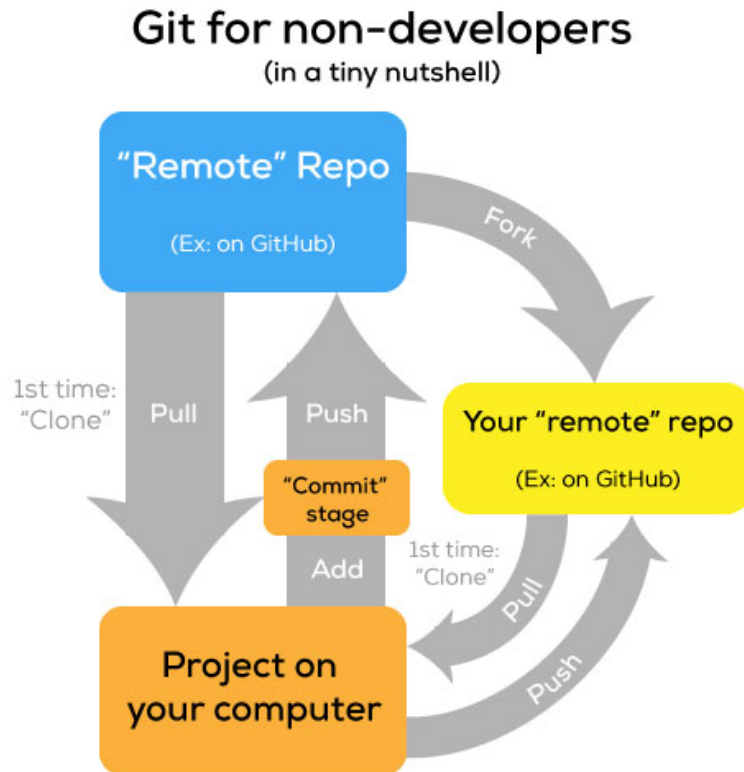 Git for non-developers
(in a tiny nutshell)
“Remote” Repo
(Ex: on GitHub)
Fork
1st time:
“Clone”
Pull
Push
Your “remote” repo
(Ex: on GitHub)
“Commit”
stage
1st time:
“Clone”
Add
Pull
Push
Project on
your computer